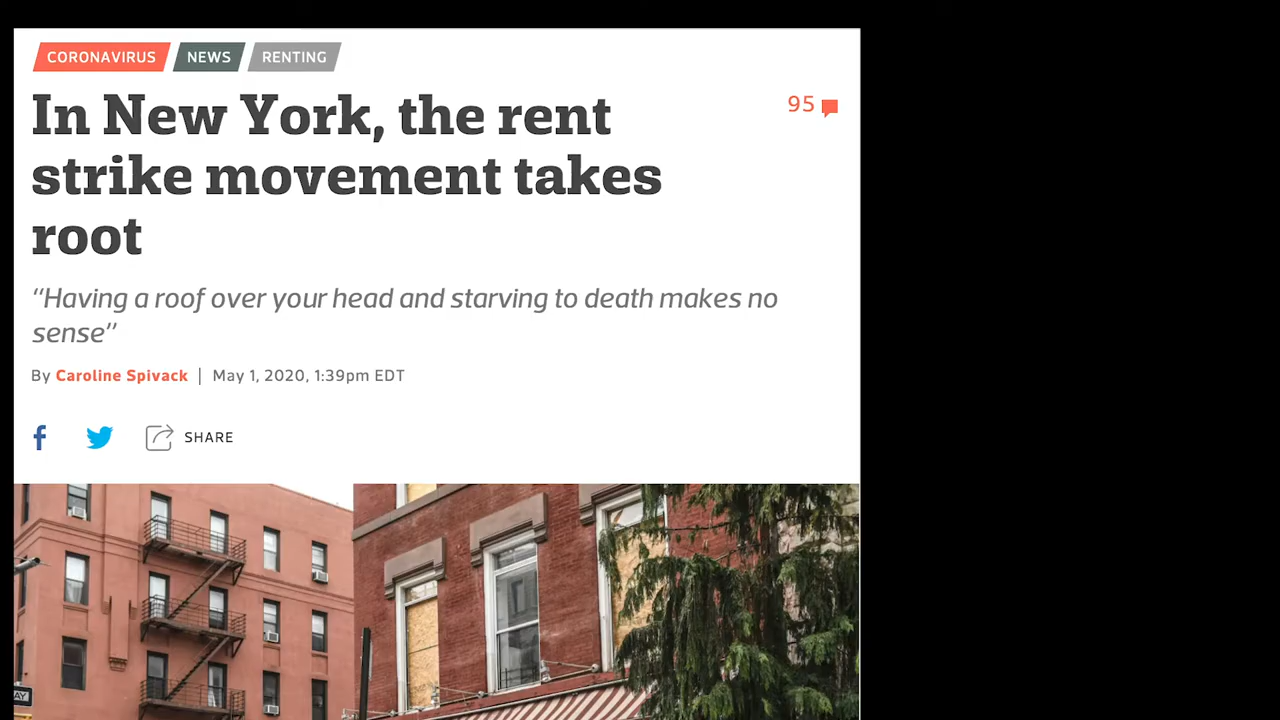 CORONAVIRUS NEWS RENTING
In New York, the rent
strike movement takes
root
95
“Having a roof over your head and starving to death makes no
sense”
By Caroline Spivack | May 1, 2020, 1:39pm EDT
SHARE
AY